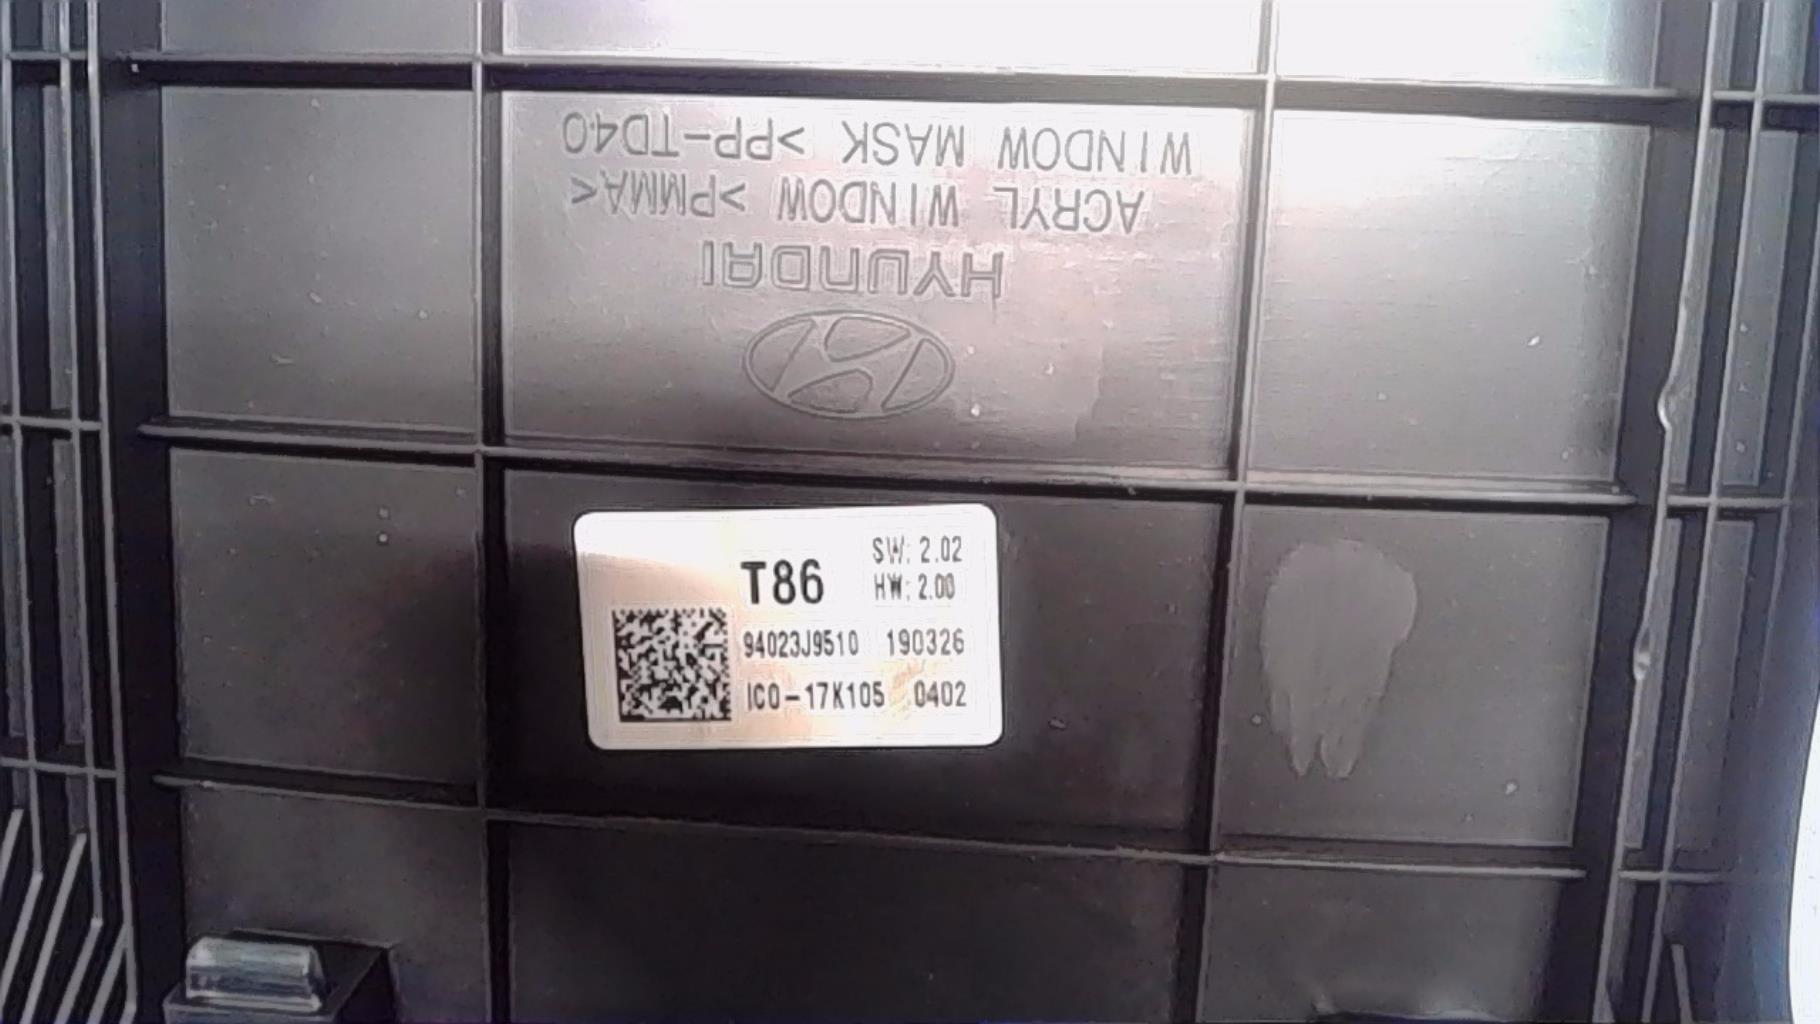 HYUNDAI
ACRYL WINDOW >PMMA<
WINDOW MASK >PP-TD40
T86
SW: 2.02
HW: 2.00
94023J9510 190326
ICO-17K105 0402